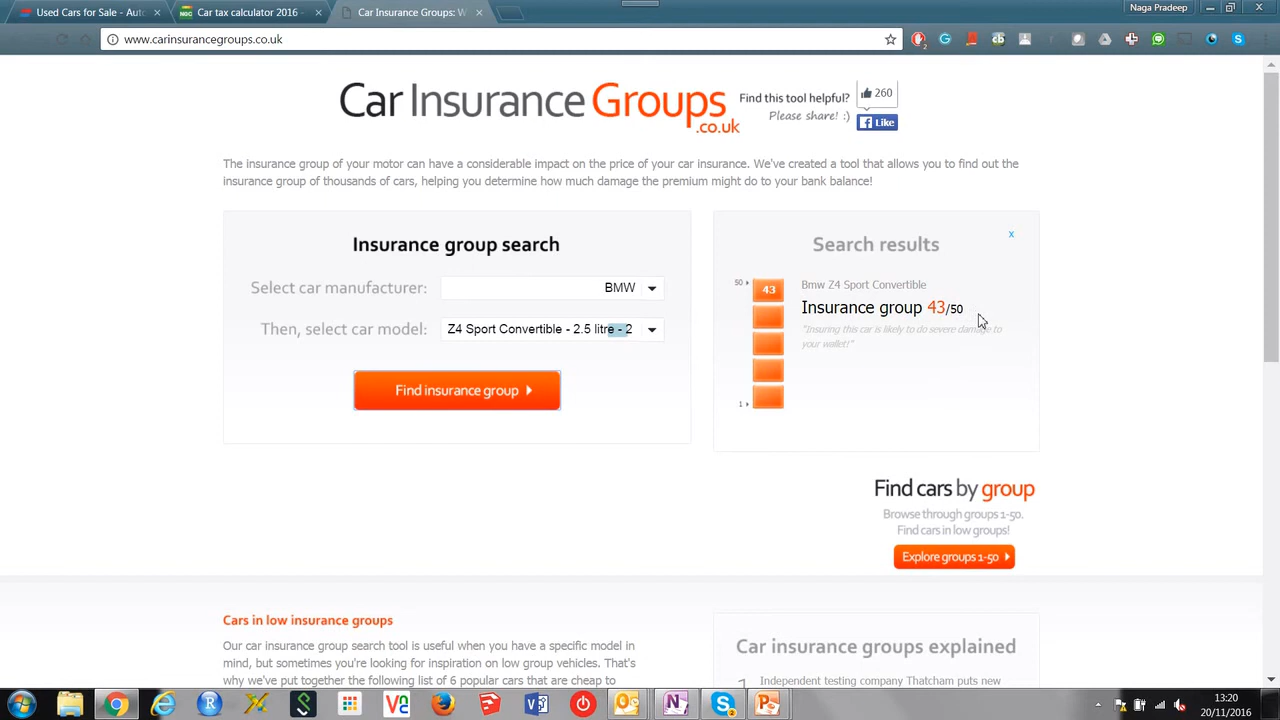 Used Cars for Sale - Auto
Car tax calculator 2016 -
Car Insurance Groups: W
Naga Pradeep
www.carinsurancegroups.co.uk
Car Insurance Groups
.co.uk
Find this tool helpful?
Please share! :)
260
Like
The insurance group of your motor can have a considerable impact on the price of your car insurance. We've created a tool that allows you to find out the
insurance group of thousands of cars, helping you determine how much damage the premium might do to your bank balance!
Insurance group search
Select car manufacturer:
BMW
Then, select car model:
Z4 Sport Convertible - 2.5 litre - 2
Find insurance group
Search results
x
50
43
1
Bmw Z4 Sport Convertible
Insurance group 43/50
"Insuring this car is likely to do severe damage to
your wallet!"
Find cars by group
Browse through groups 1-50.
Find cars in low groups!
Explore groups 1-50
Cars in low insurance groups
Our car insurance group search tool is useful when you have a specific model in
mind, but sometimes you're looking for inspiration on low group vehicles. That's
why we've put together the following list of 6 popular cars that are cheap to
Car insurance groups explained
Independent testing company Thatcham puts new
13:20
20/11/2016